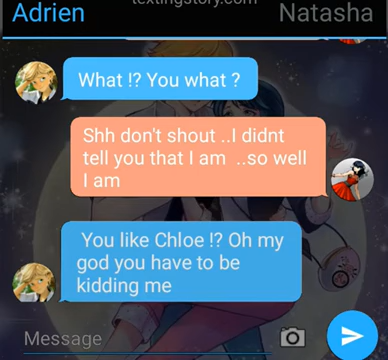 textingstory.com
Adrien Natasha
What !? You what ?
Shh don't shout ..I didnt
tell you that I am ..so well
I am
You like Chloe !? Oh my
god you have to be
kidding me
Message